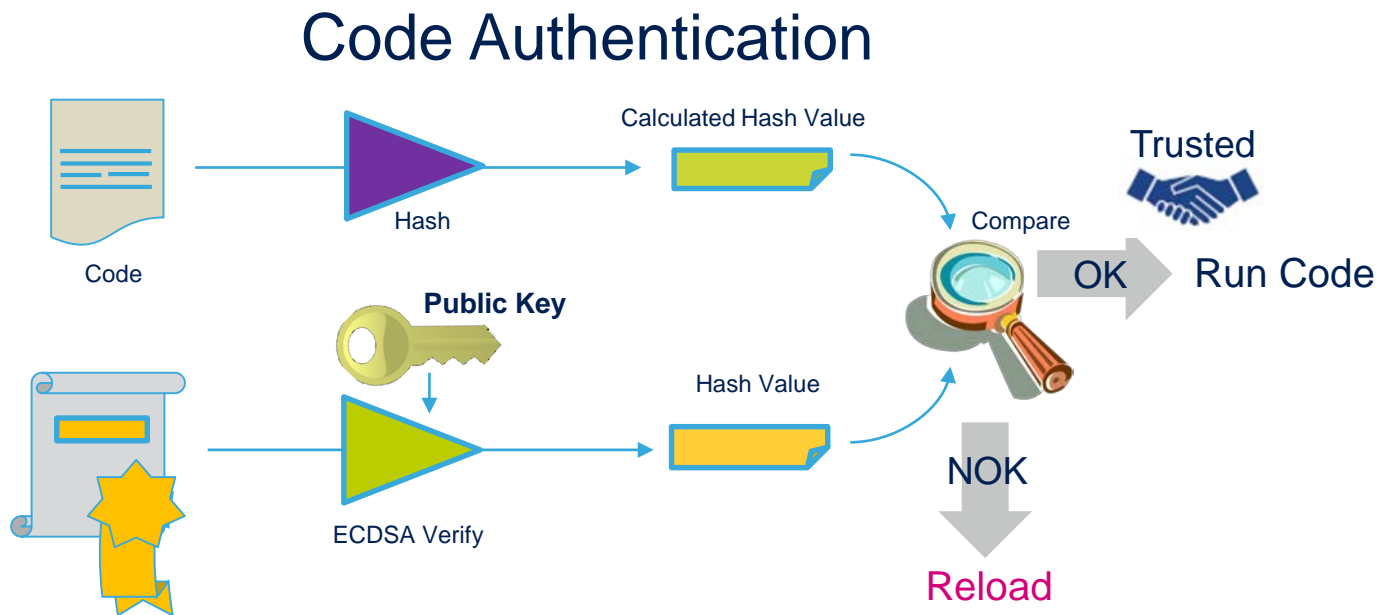 Code Authentication
Calculated Hash Value
Trusted
Hash
Compare
Code
OK
Run Code
Public Key
Hash Value
NOK
ECDSA Verify
Reload